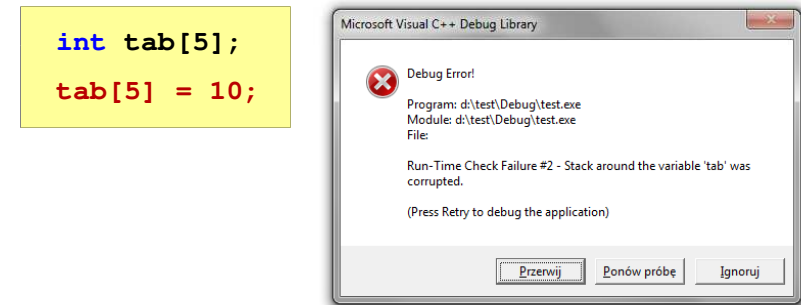 int tab[5];
tab[5] = 10;
Microsoft Visual C++ Debug Library
Debug Error!
Program: d:\test\Debug\test.exe
Module: d:\test\Debug\test.exe
File:
Run-Time Check Failure #2 - Stack around the variable 'tab' was
corrupted.
(Press Retry to debug the application)
Przerwij Ponów próbę Ignoruj